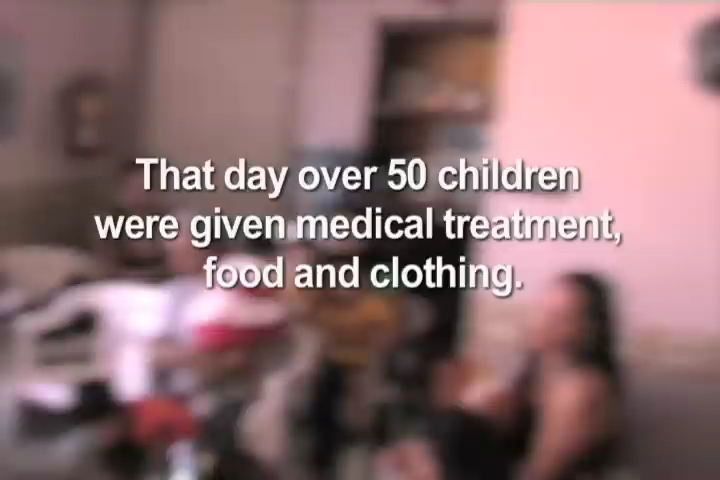 That day over 50 children
were given medical treatment,
food and clothing.